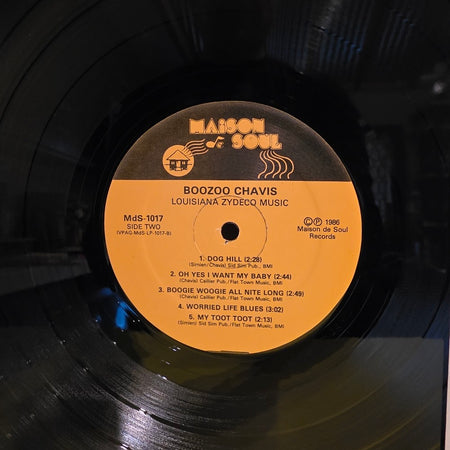 MAiSON
de SOUL
BOOZOO CHAVIS
LOUISIANA ZYDECO MUSIC
MdS-1017
SIDE TWO
(VPAG-MdS-LP-1017-B)
© ℗ 1986
Maison de Soul
Records
1. DOG HILL (2:28)
(Simien/Chavis) Sid Sim Pub., BMI
2. OH YES I WANT MY BABY (2:44)
(Chavis) Caillier Pub./Flat Town Music, BMI
3. BOOGIE WOOGIE ALL NITE LONG (2:49)
(Chavis) Caillier Pub./Flat Town Music, BMI
4. WORRIED LIFE BLUES (3:02)
5. MY TOOT TOOT (2:13)
(Simien) Sid Sim Pub./Flat Town Music, BMI